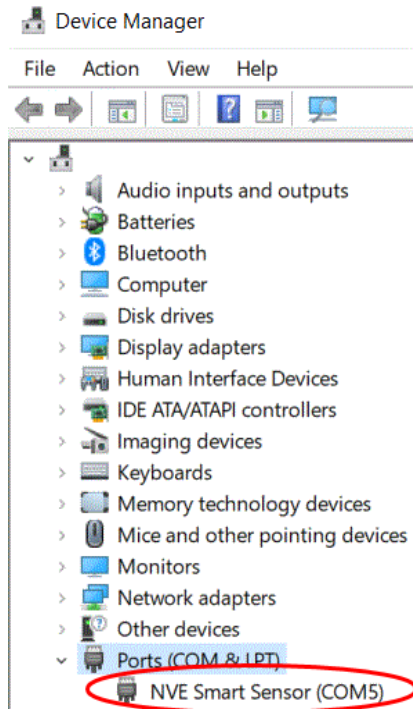 Device Manager
File Action View Help
Audio inputs and outputs
Batteries
Bluetooth
Computer
Disk drives
Display adapters
Human Interface Devices
IDE ATA/ATAPI controllers
Imaging devices
Keyboards
Memory technology devices
Mice and other pointing devices
Monitors
Network adapters
Other devices
Ports (COM & LPT)
NVE Smart Sensor (COM5)